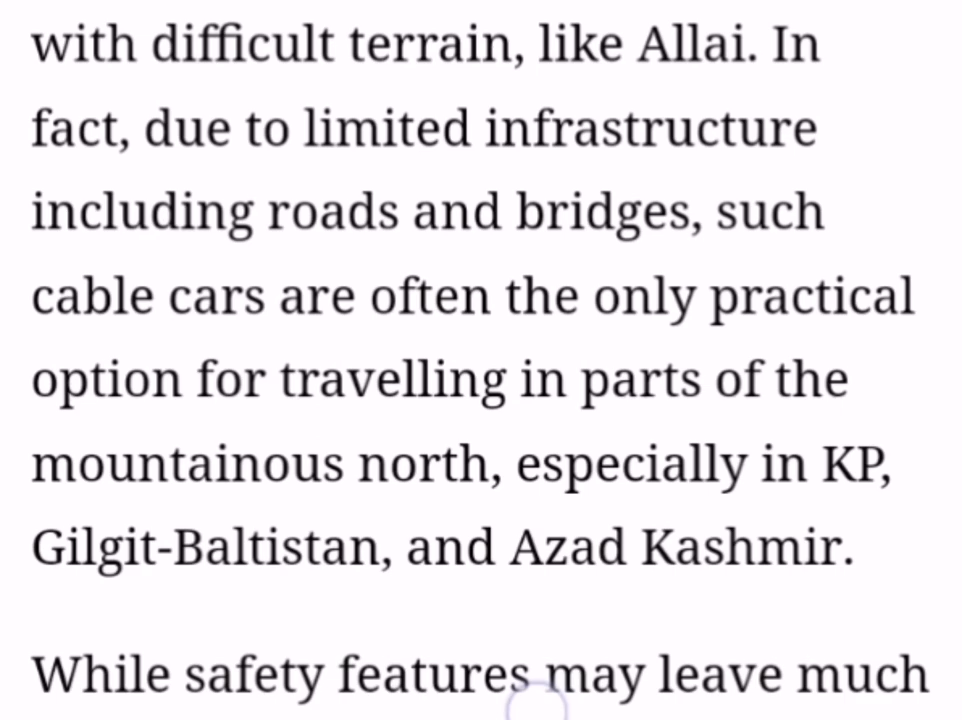 with difficult terrain, like Allai. In
fact, due to limited infrastructure
including roads and bridges, such
cable cars are often the only practical
option for travelling in parts of the
mountainous north, especially in KP,
Gilgit-Baltistan, and Azad Kashmir.
While safety features may leave much